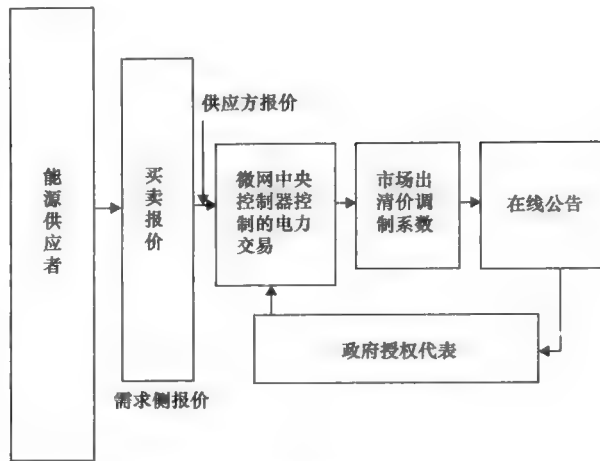 能源供应者
买卖报价
供应方报价
微网中央
控制器控
制的电力
交易
市场出
清价调
制系数
在线公告
政府授权代表
需求侧报价